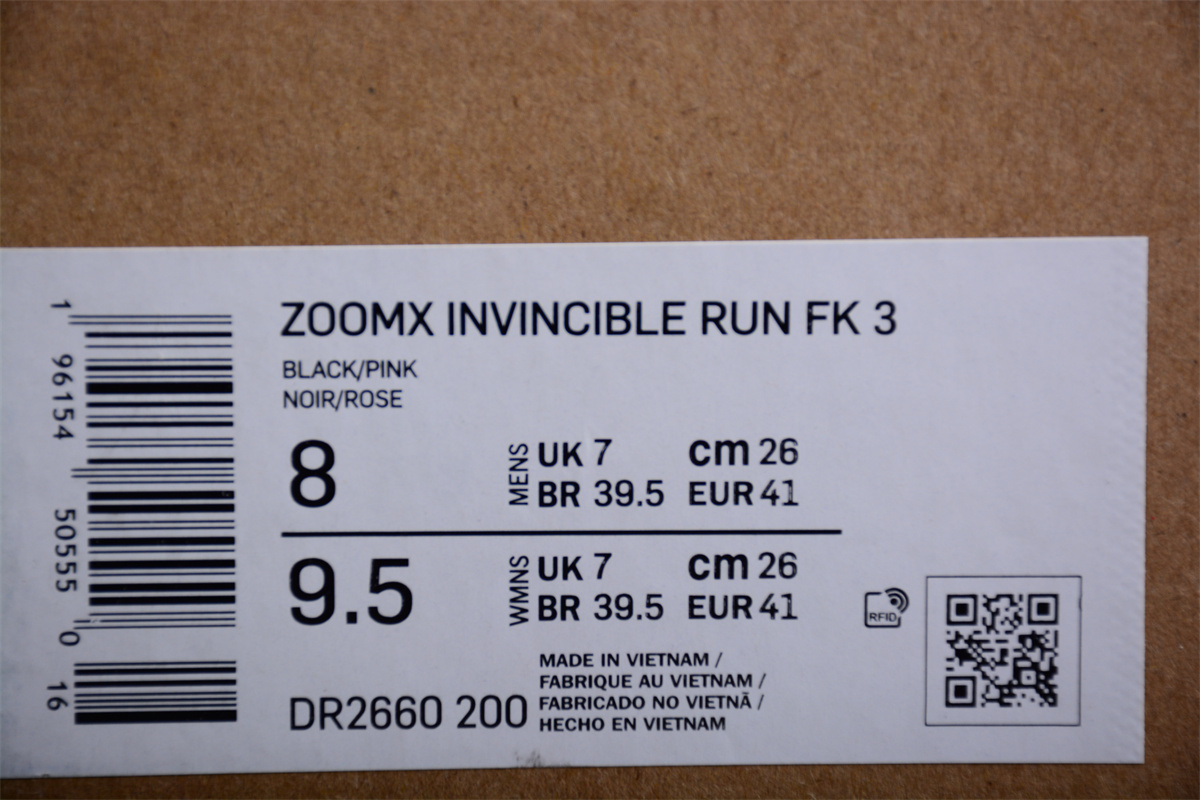 1 96154 50555 0 16
ZOOMX INVINCIBLE RUN FK 3
BLACK/PINK
NOIR/ROSE
8 MENS UK 7 cm 26
BR 39.5 EUR 41
9.5 WMNS UK 7 cm 26
BR 39.5 EUR 41
RFID
MADE IN VIETNAM /
FABRIQUE AU VIETNAM /
FABRICADO NO VIETNÃ /
HECHO EN VIETNAM
DR2660 200